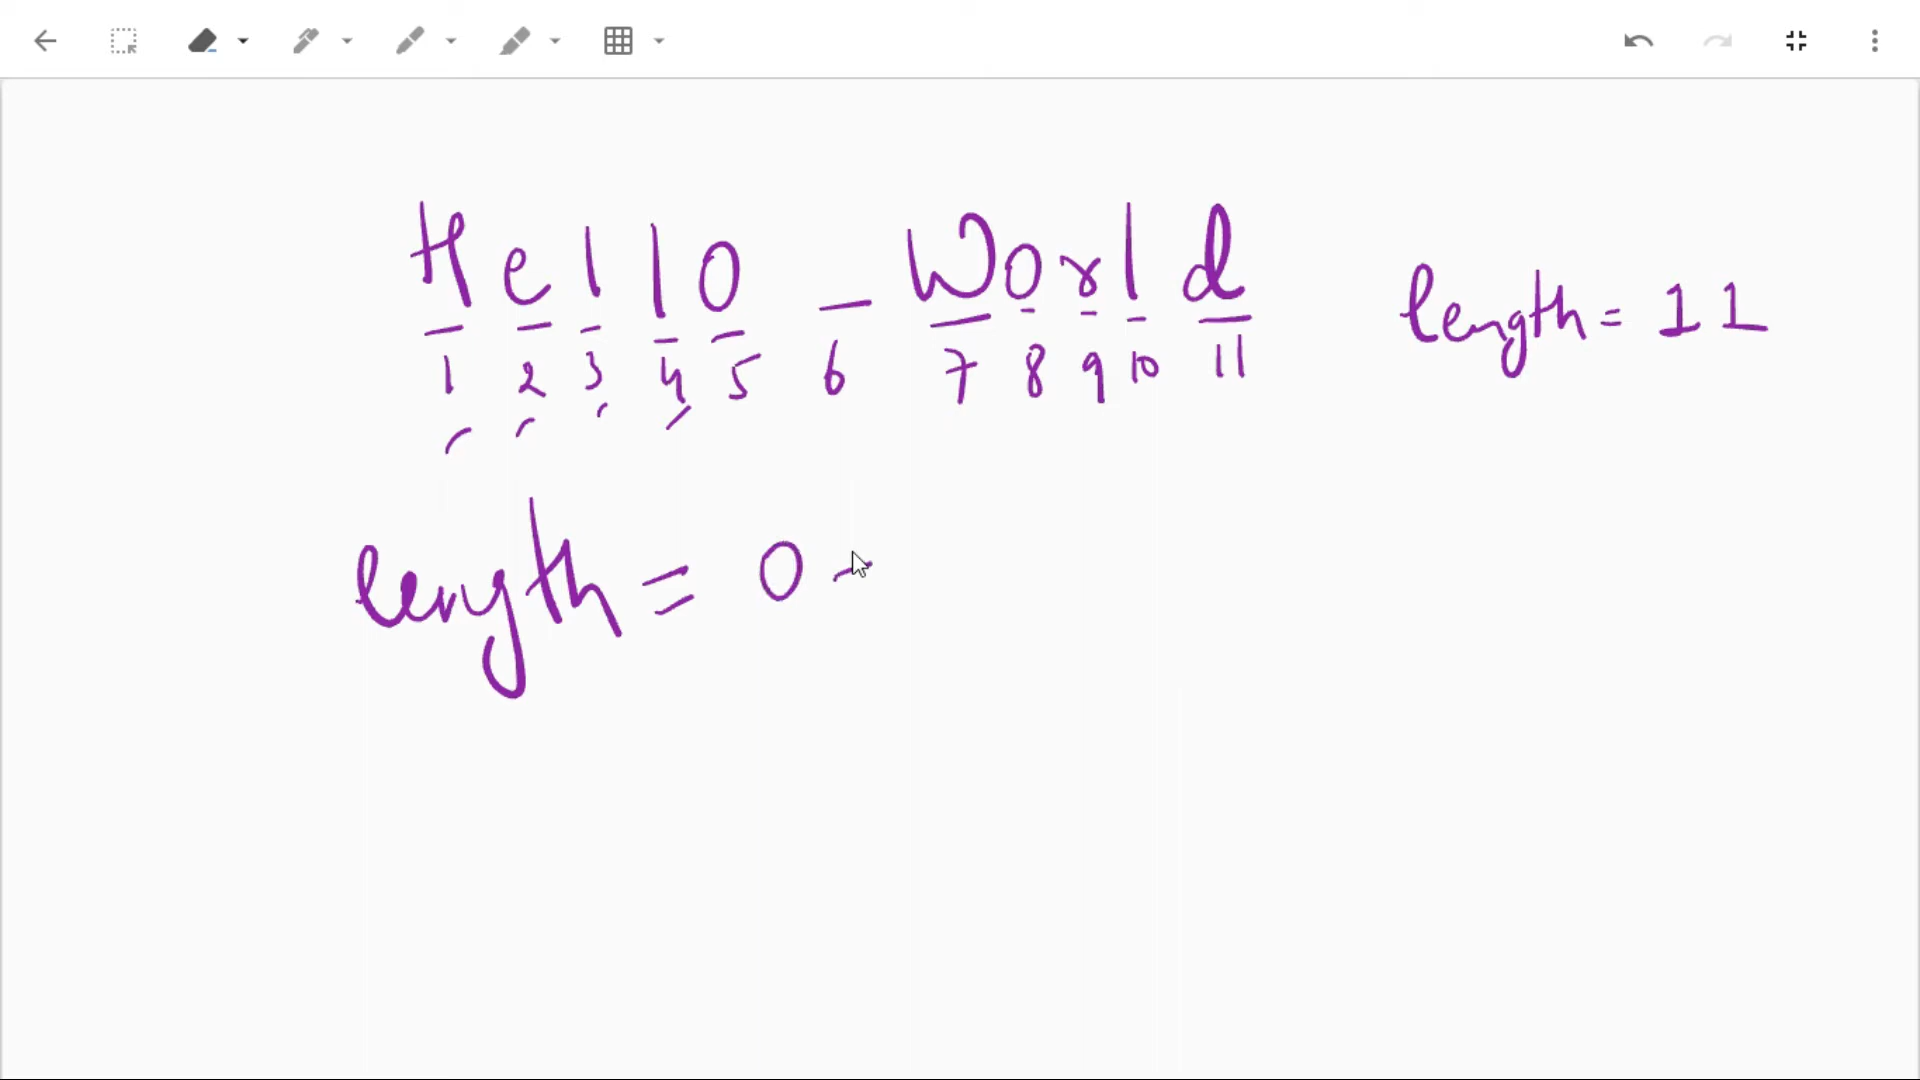 Hello _ World
length = 11
1 2 3 4 5 6 7 8 9 10 11
length = 0